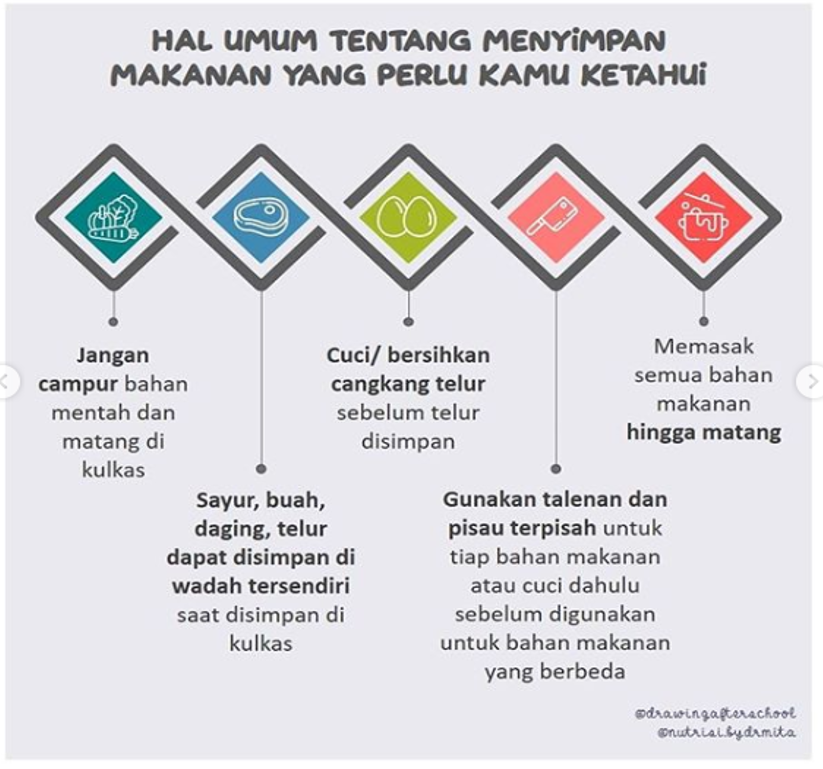 HAL UMUM TENTANG MENYIMPAN
MAKANAN YANG PERLU KAMU KETAHUI
Jangan
campur bahan
mentah dan
matang di
kulkas
Sayur, buah,
daging, telur
dapat disimpan di
wadah tersendiri
saat disimpan di
kulkas
Cuci/ bersihkan
cangkang telur
sebelum telur
disimpan
Gunakan talenan dan
pisau terpisah untuk
tiap bahan makanan
atau cuci dahulu
sebelum digunakan
untuk bahan makanan
yang berbeda
Memasak
semua bahan
makanan
hingga matang
@drawingafterschool
@nutrisi.bydrmita